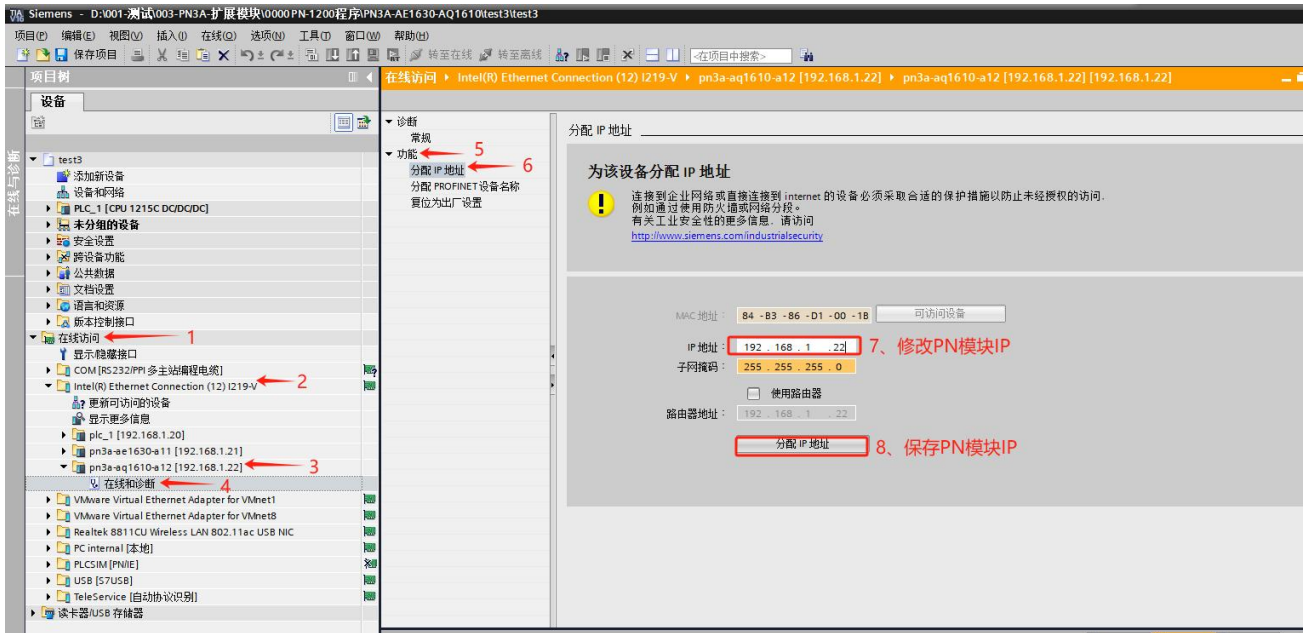 Siemens - D:\001-测试\003-PN3A-扩展模块\0000PN-1200程序\PN3A-AE1630-AQ1610\test3\test3
项目(P) 编辑(E) 视图(V) 插入(I) 在线(O) 选项(N) 工具(T) 窗口(W) 帮助(H)
保存项目 转至在线 转至离线 <在项目中搜索>
项目树
在线访问 ▸ Intel(R) Ethernet Connection (12) I219-V ▸ pn3a-aq1610-a12 [192.168.1.22] ▸ pn3a-aq1610-a12 [192.168.1.22] [192.168.1.22]
设备
在线与诊断
test3
添加新设备
设备和网络
PLC_1 [CPU 1215C DC/DC/DC]
未分组的设备
安全设置
跨设备功能
公共数据
文档设置
语言和资源
版本控制接口
在线访问 1
显示/隐藏接口
COM [RS232/PPI 多主站编程电缆]
Intel(R) Ethernet Connection (12) I219-V 2
更新可访问的设备
显示更多信息
plc_1 [192.168.1.20]
pn3a-ae1630-a11 [192.168.1.21]
pn3a-aq1610-a12 [192.168.1.22] 3
在线和诊断 4
VMware Virtual Ethernet Adapter for VMnet1
VMware Virtual Ethernet Adapter for VMnet8
Realtek 8811CU Wireless LAN 802.11ac USB NIC
PC internal [本地]
PLCSIM [PN/IE]
USB [S7USB]
TeleService [自动协议识别]
读卡器/USB 存储器
诊断
常规
功能 5
分配 IP 地址 6
分配 PROFINET 设备名称
复位为出厂设置
分配 IP 地址
为该设备分配 IP 地址
连接到企业网络或直接连接到 internet 的设备必须采取合适的保护措施以防止未经授权的访问.
例如通过使用防火墙或网络分段。
有关工业安全性的更多信息. 请访问
http://www.siemens.com/industrialsecurity
MAC 地址： 84 -B3 -86 -D1 -00 -1B 可访问设备
IP 地址： 192 . 168 . 1 . 22 7、修改PN模块IP
子网掩码： 255 . 255 . 255 . 0
使用路由器
路由器地址： 192 . 168 . 1 . 22
分配 IP 地址 8、保存PN模块IP